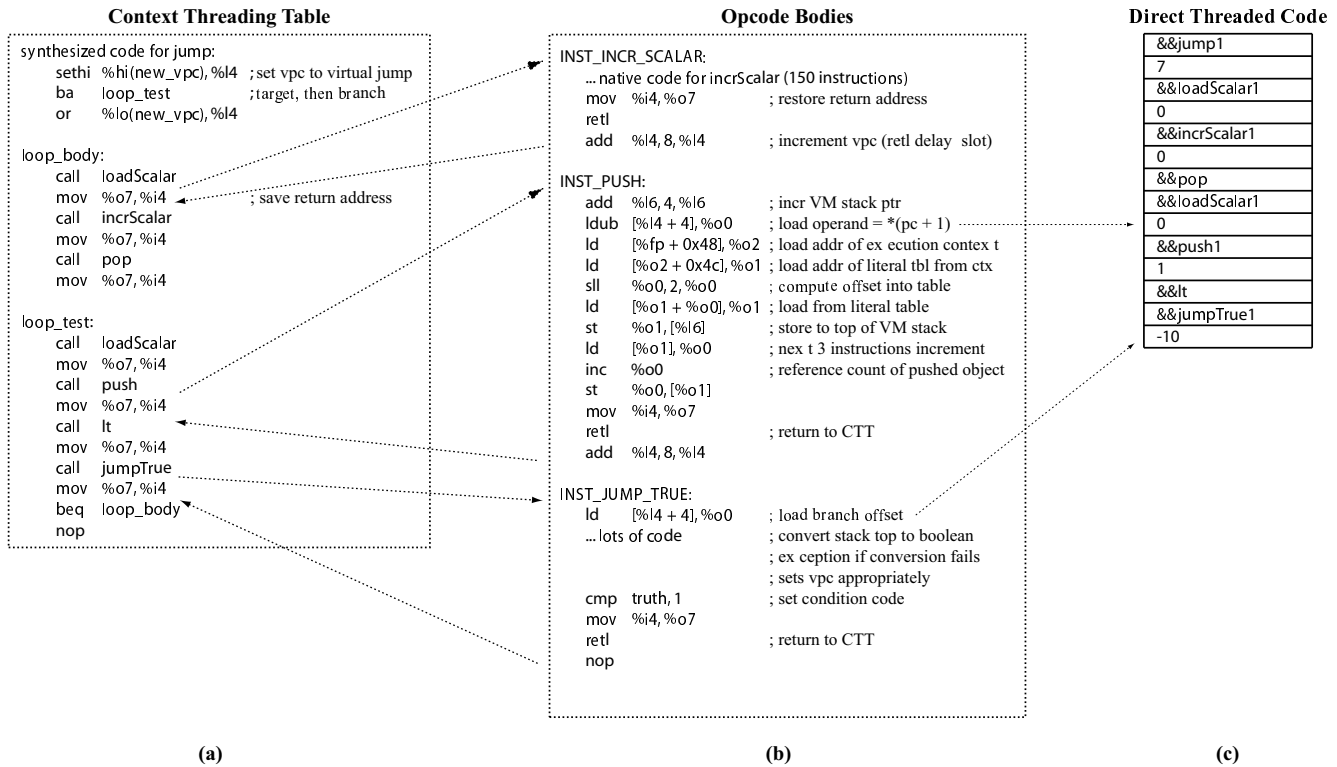 Context Threading Table
synthesized code for jump:
sethi %hi(new_vpc), %l4 ; set vpc to virtual jump
ba loop_test ; target, then branch
or %lo(new_vpc), %l4
loop_body:
call loadScalar
mov %o7, %i4 ; save return address
call incrScalar
mov %o7, %i4
call pop
mov %o7, %i4
loop_test:
call loadScalar
mov %o7, %i4
call push
mov %o7, %i4
call lt
mov %o7, %i4
call jumpTrue
mov %o7, %i4
beq loop_body
nop
(a)
Opcode Bodies
INST_INCR_SCALAR:
... native code for incrScalar (150 instructions)
mov %i4, %o7 ; restore return address
retl
add %l4, 8, %l4 ; increment vpc (retl delay slot)
INST_PUSH:
add %l6, 4, %l6 ; incr VM stack ptr
ldub [%l4 + 4], %o0 ; load operand = *(pc + 1)
ld [%fp + 0x48], %o2 ; load addr of ex ecution contex t
ld [%o2 + 0x4c], %o1 ; load addr of literal tbl from ctx
sll %o0, 2, %o0 ; compute offset into table
ld [%o1 + %o0], %o1 ; load from literal table
st %o1, [%l6] ; store to top of VM stack
ld [%o1], %o0 ; nex t 3 instructions increment
inc %o0 ; reference count of pushed object
st %o0, [%o1]
mov %i4, %o7
retl ; return to CTT
add %l4, 8, %l4
INST_JUMP_TRUE:
ld [%l4 + 4], %o0 ; load branch offset
... lots of code ; convert stack top to boolean
; ex ception if conversion fails
; sets vpc appropriately
cmp truth, 1 ; set condition code
mov %i4, %o7
retl ; return to CTT
nop
(b)
Direct Threaded Code
&&jump1
7
&&loadScalar1
0
&&incrScalar1
0
&&pop
&&loadScalar1
0
&&push1
1
&&lt
&&jumpTrue1
-10
(c)